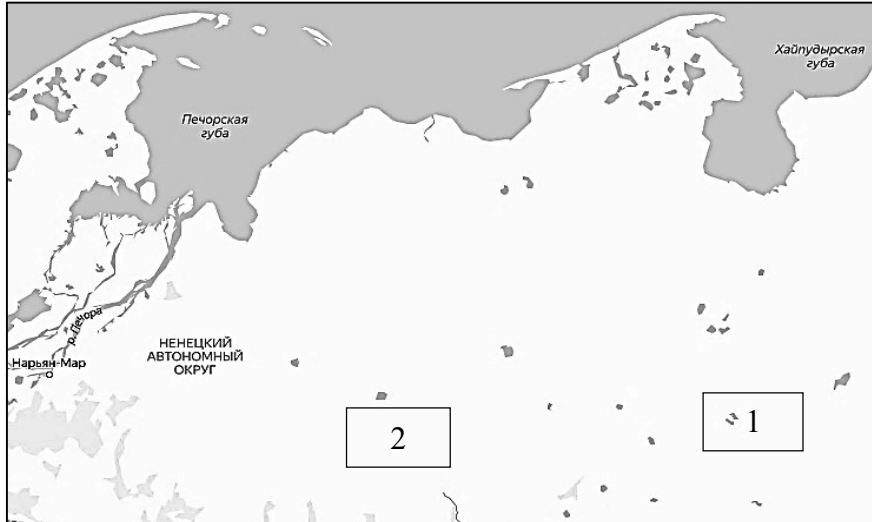 Хайпудырская
губа
Печорская
губа
р. Печора
НЕНЕЦКИЙ
АВТОНОМНЫЙ
ОКРУГ
Нарьян-Мар
1
2